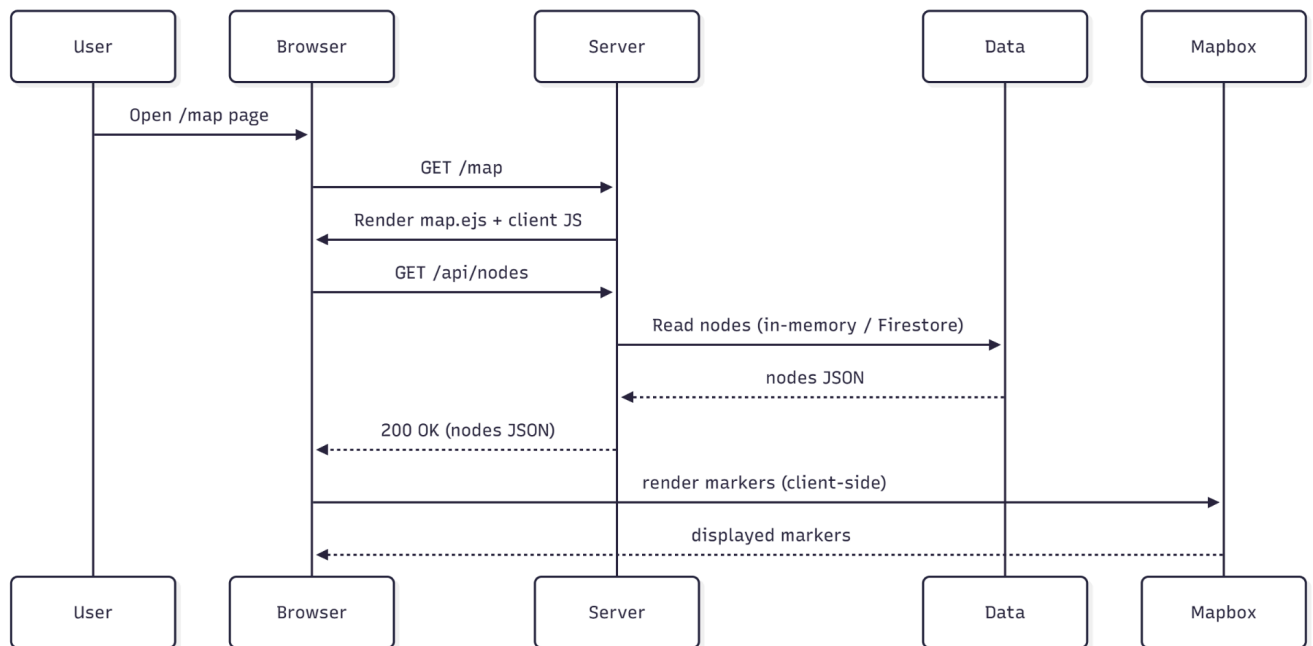 User
Browser
Server
Data
Mapbox
Open /map page
GET /map
Render map.ejs + client JS
GET /api/nodes
Read nodes (in-memory / Firestore)
nodes JSON
200 OK (nodes JSON)
render markers (client-side)
displayed markers
User
Browser
Server
Data
Mapbox